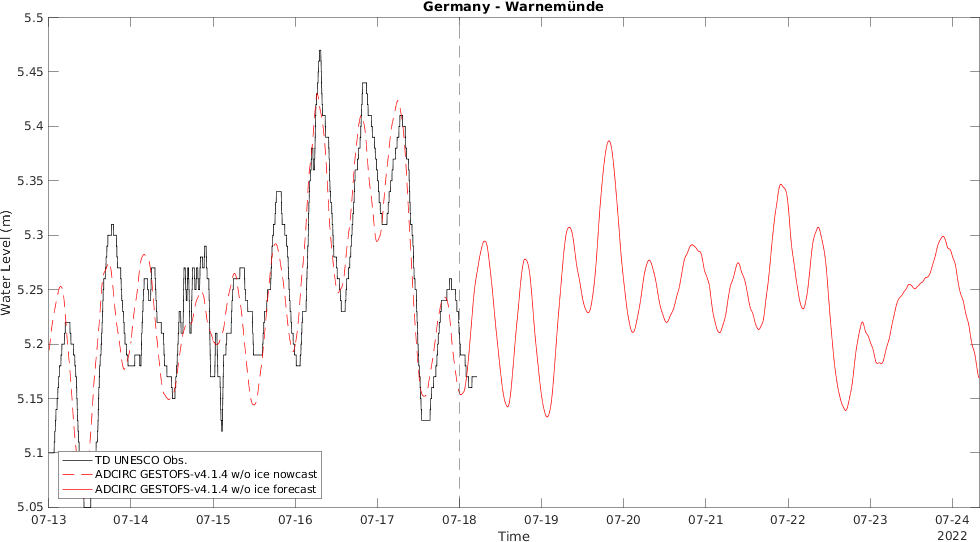 Germany - Warnemünde
5.5
5.45
5.4
5.35
5.3
5.25
5.2
5.15
5.1
5.05
Water Level (m)
TD UNESCO Obs.
ADCIRC GESTOFS-v4.1.4 w/o ice nowcast
ADCIRC GESTOFS-v4.1.4 w/o ice forecast
07-13 07-14 07-15 07-16 07-17 07-18 07-19 07-20 07-21 07-22 07-23 07-24
2022
Time